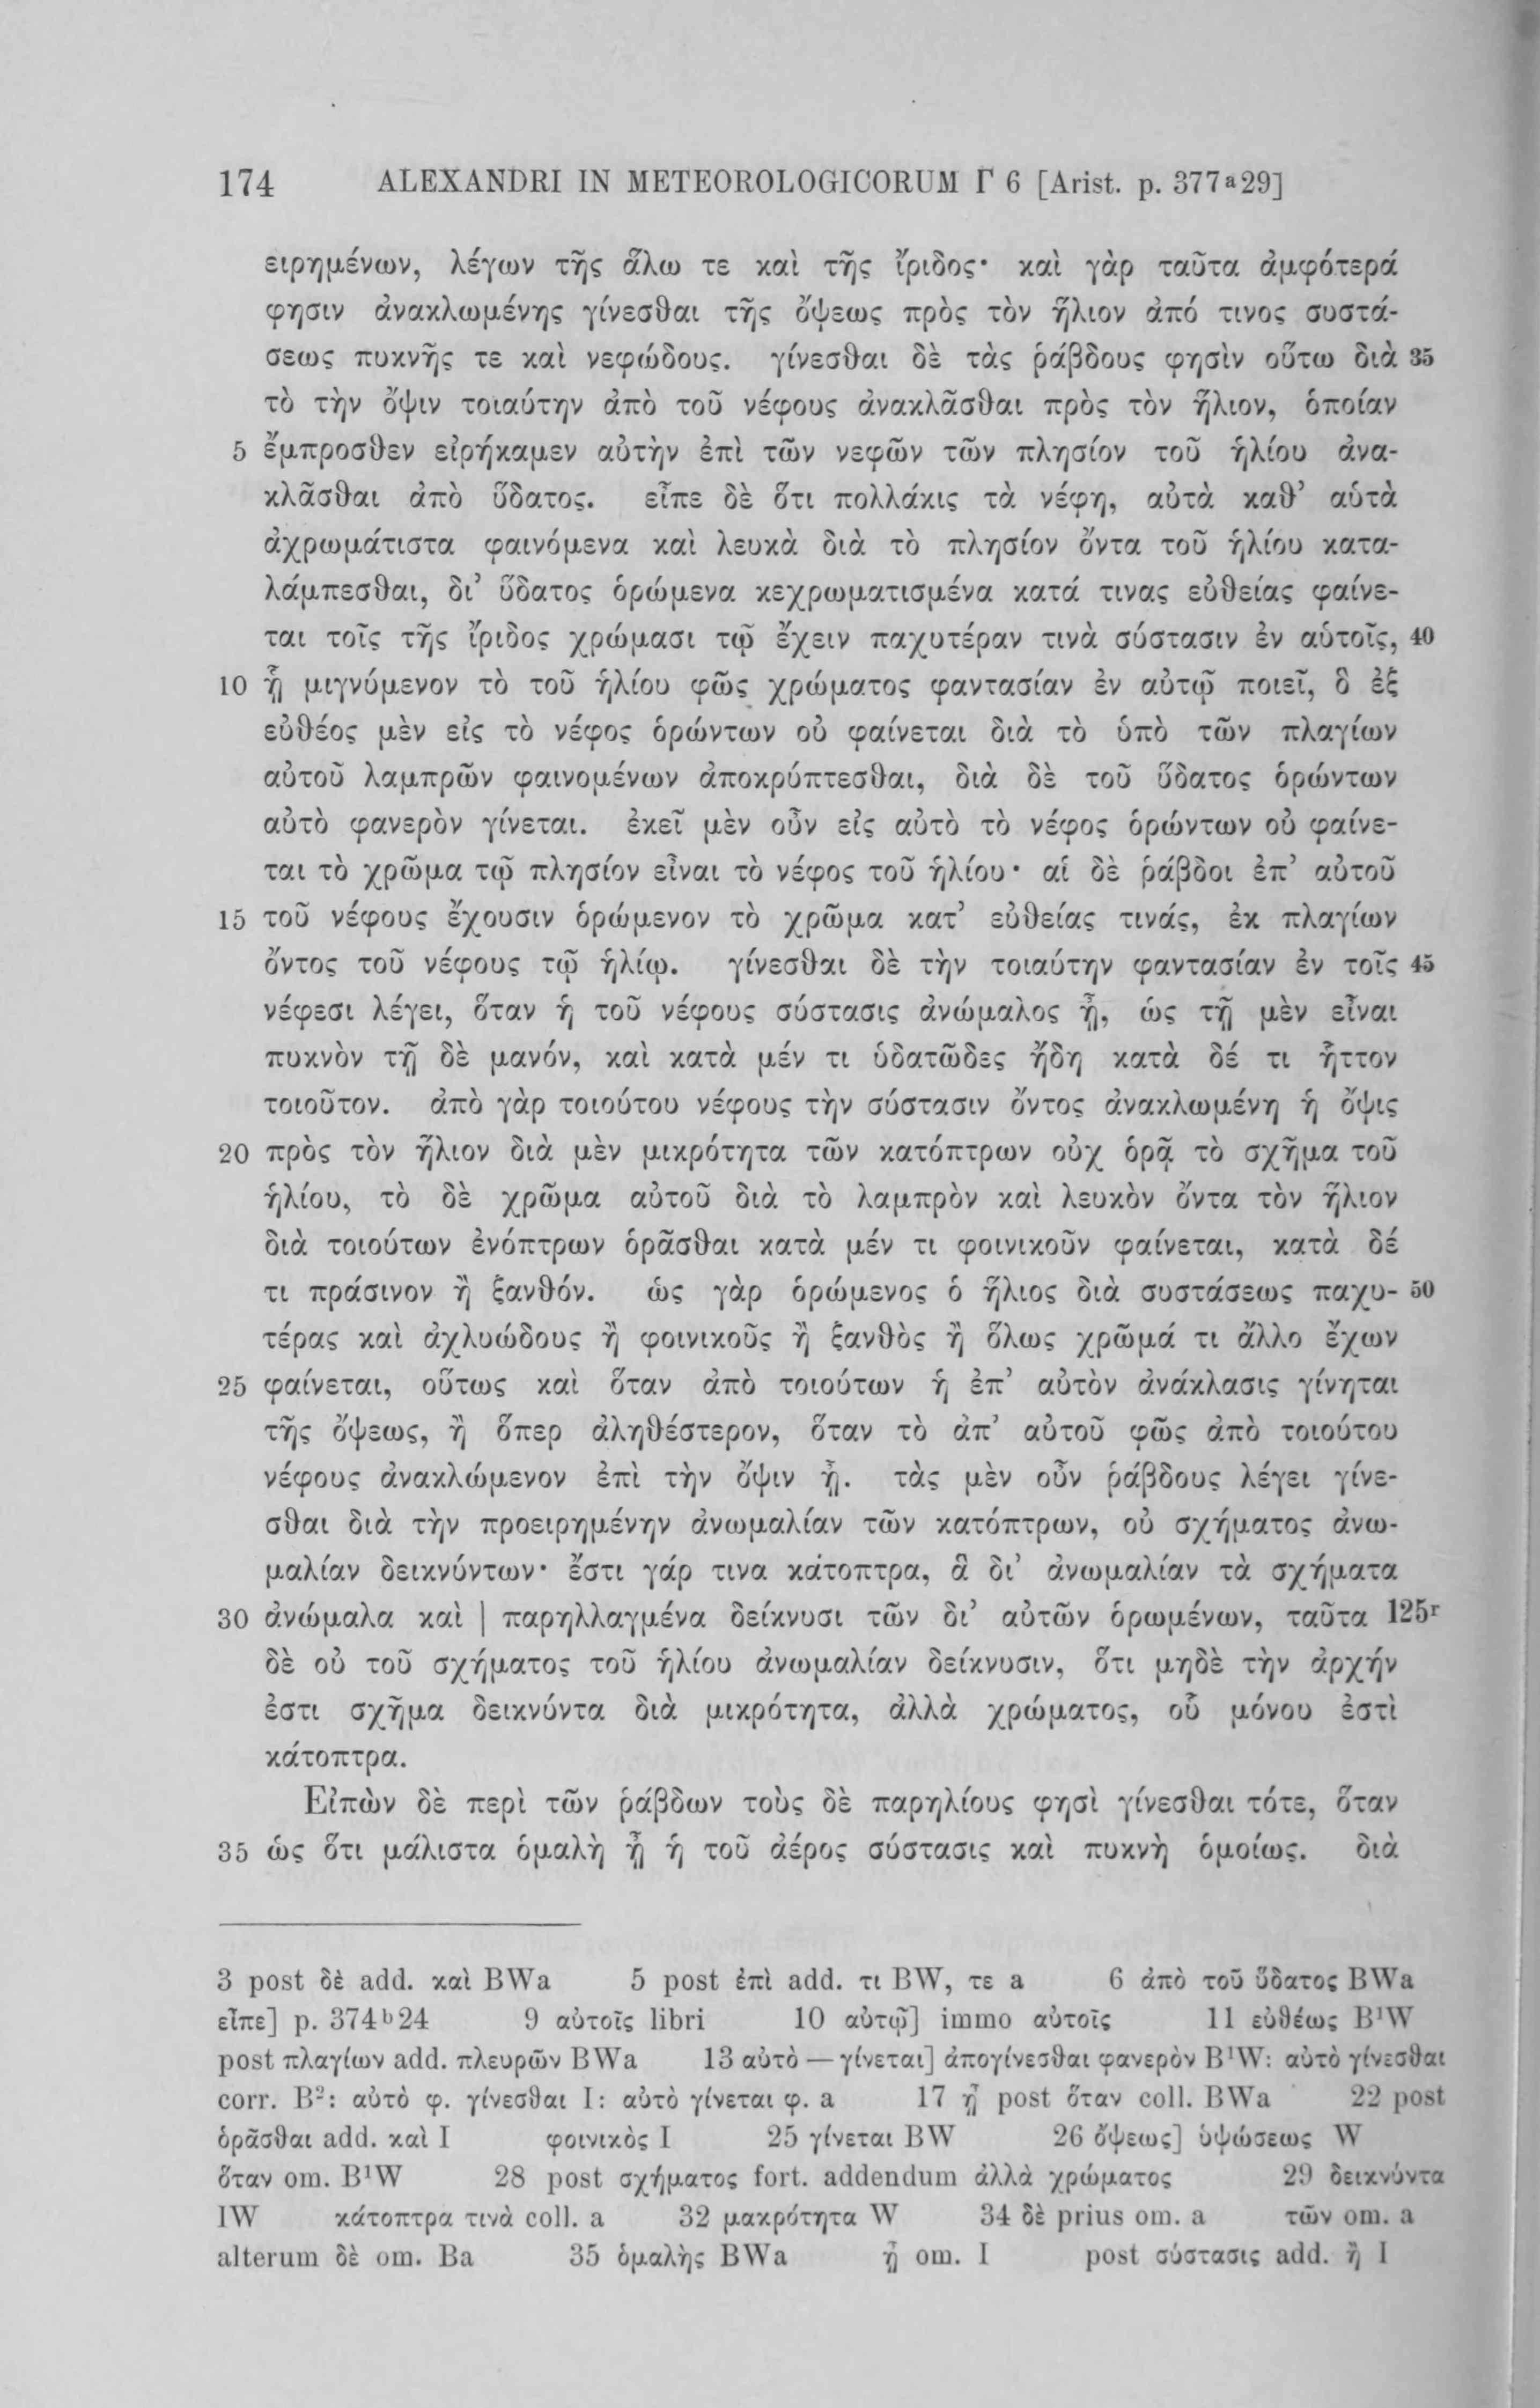 174 ALEXANDRI IN METEOROLOGICORUM Γ 6 [Arist. p. 377ª29]
ειρημένων, λέγων τῆς ἅλω τε καὶ τῆς ἴριδος· καὶ γὰρ ταῦτα ἀμφότερά
φησιν ἀνακλωμένης γίνεσθαι τῆς ὄψεως πρὸς τὸν ἥλιον ἀπό τινος συστά-
σεως πυκνῆς τε καὶ νεφώδους. γίνεσθαι δὲ τὰς ῥάβδους φησὶν οὕτω διὰ 35
τὸ τὴν ὄψιν τοιαύτην ἀπὸ τοῦ νέφους ἀνακλᾶσθαι πρὸς τὸν ἥλιον, ὁποίαν
5 ἔμπροσθεν εἰρήκαμεν αὐτὴν ἐπὶ τῶν νεφῶν τῶν πλησίον τοῦ ἡλίου ἀνα-
κλᾶσθαι ἀπὸ ὕδατος. εἶπε δὲ ὅτι πολλάκις τὰ νέφη, αὐτὰ καθ’ αὑτὰ
ἀχρωμάτιστα φαινόμενα καὶ λευκὰ διὰ τὸ πλησίον ὄντα τοῦ ἡλίου κατα-
λάμπεσθαι, δι’ ὕδατος ὁρώμενα κεχρωματισμένα κατά τινας εὐθείας φαίνε-
ται τοῖς τῆς ἴριδος χρώμασι τῷ ἔχειν παχυτέραν τινὰ σύστασιν ἐν αὑτοῖς, 40
10 ᾗ μιγνύμενον τὸ τοῦ ἡλίου φῶς χρώματος φαντασίαν ἐν αὐτῷ ποιεῖ, ὃ ἐξ
εὐθέος μὲν εἰς τὸ νέφος ὁρώντων οὐ φαίνεται διὰ τὸ ὑπὸ τῶν πλαγίων
αὐτοῦ λαμπρῶν φαινομένων ἀποκρύπτεσθαι, διὰ δὲ τοῦ ὕδατος ὁρώντων
αὐτὸ φανερὸν γίνεται. ἐκεῖ μὲν οὖν εἰς αὐτὸ τὸ νέφος ὁρώντων οὐ φαίνε-
ται τὸ χρῶμα τῷ πλησίον εἶναι τὸ νέφος τοῦ ἡλίου· αἱ δὲ ῥάβδοι ἐπ’ αὐτοῦ
15 τοῦ νέφους ἔχουσιν ὁρώμενον τὸ χρῶμα κατ’ εὐθείας τινάς, ἐκ πλαγίων
ὄντος τοῦ νέφους τῷ ἡλίῳ. γίνεσθαι δὲ τὴν τοιαύτην φαντασίαν ἐν τοῖς 45
νέφεσι λέγει, ὅταν ἡ τοῦ νέφους σύστασις ἀνώμαλος ᾖ, ὡς τῇ μὲν εἶναι
πυκνὸν τῇ δὲ μανόν, καὶ κατὰ μέν τι ὑδατῶδες ἤδη κατὰ δέ τι ἧττον
τοιοῦτον. ἀπὸ γὰρ τοιούτου νέφους τὴν σύστασιν ὄντος ἀνακλωμένη ἡ ὄψις
20 πρὸς τὸν ἥλιον διὰ μὲν μικρότητα τῶν κατόπτρων οὐχ ὁρᾷ τὸ σχῆμα τοῦ
ἡλίου, τὸ δὲ χρῶμα αὐτοῦ διὰ τὸ λαμπρὸν καὶ λευκὸν ὄντα τὸν ἥλιον
διὰ τοιούτων ἐνόπτρων ὁρᾶσθαι κατὰ μέν τι φοινικοῦν φαίνεται, κατὰ δέ
τι πράσινον ἢ ξανθόν. ὡς γὰρ ὁρώμενος ὁ ἥλιος διὰ συστάσεως παχυ- 50
τέρας καὶ ἀχλυώδους ἢ φοινικοῦς ἢ ξανθὸς ἢ ὅλως χρῶμά τι ἄλλο ἔχων
25 φαίνεται, οὕτως καὶ ὅταν ἀπὸ τοιούτων ἡ ἐπ’ αὐτὸν ἀνάκλασις γίνηται
τῆς ὄψεως, ἢ ὅπερ ἀληθέστερον, ὅταν τὸ ἀπ’ αὐτοῦ φῶς ἀπὸ τοιούτου
νέφους ἀνακλώμενον ἐπὶ τὴν ὄψιν ᾖ. τὰς μὲν οὖν ῥάβδους λέγει γίνε-
σθαι διὰ τὴν προειρημένην ἀνωμαλίαν τῶν κατόπτρων, οὐ σχήματος ἀνω-
μαλίαν δεικνύντων· ἔστι γάρ τινα κάτοπτρα, ἃ δι’ ἀνωμαλίαν τὰ σχήματα
30 ἀνώμαλα καὶ | παρηλλαγμένα δείκνυσι τῶν δι’ αὐτῶν ὁρωμένων, ταῦτα 125ʳ
δὲ οὐ τοῦ σχήματος τοῦ ἡλίου ἀνωμαλίαν δείκνυσιν, ὅτι μηδὲ τὴν ἀρχήν
ἐστι σχῆμα δεικνύντα διὰ μικρότητα, ἀλλὰ χρώματος, οὗ μόνου ἐστὶ
κάτοπτρα.
Εἰπὼν δὲ περὶ τῶν ῥάβδων τοὺς δὲ παρηλίους φησὶ γίνεσθαι τότε, ὅταν
35 ὡς ὅτι μάλιστα ὁμαλὴ ᾖ ἡ τοῦ ἀέρος σύστασις καὶ πυκνὴ ὁμοίως. διὰ
3 post δὲ add. καὶ BWa 5 post ἐπὶ add. τι BW, τε a 6 ἀπὸ τοῦ ὕδατος BWa
εἶπε] p. 374ᵇ24 9 αὐτοῖς libri 10 αὐτῷ] immo αὐτοῖς 11 εὐθέως B¹W
post πλαγίων add. πλευρῶν BWa 13 αὐτὸ — γίνεται] ἀπογίνεσθαι φανερὸν B¹W: αὐτὸ γίνεσθαι
corr. B²: αὐτὸ φ. γίνεσθαι I: αὐτὸ γίνεται φ. a 17 ᾖ post ὅταν coll. BWa 22 post
ὁρᾶσθαι add. καὶ I φοινικὸς I 25 γίνεται BW 26 ὄψεως] ὑψώσεως W
ὅταν om. B¹W 28 post σχήματος fort. addendum ἀλλὰ χρώματος 29 δεικνύντα
IW κάτοπτρα τινὰ coll. a 32 μακρότητα W 34 δὲ prius om. a τῶν om. a
alterum δὲ om. Ba 35 ὁμαλὴς BWa ᾖ om. I post σύστασις add. ἢ I